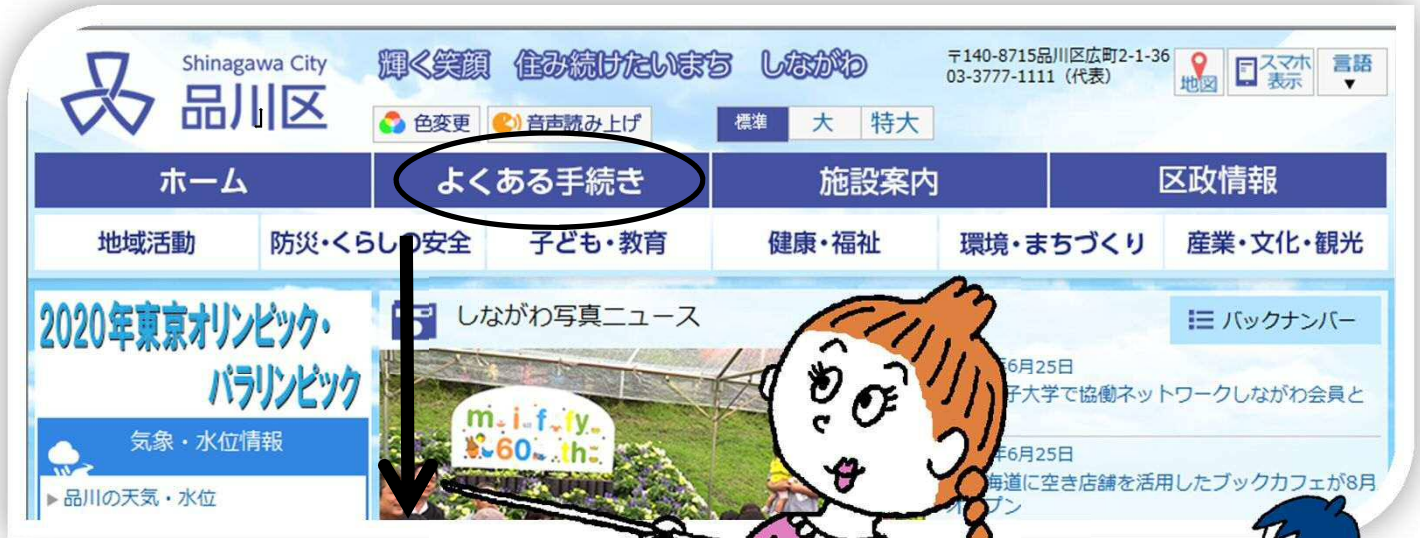 Shinagawa City
品川区
輝く笑顔 住み続けたいまち しながわ
〒140-8715品川区広町2-1-36
03-3777-1111（代表）
地図
スマホ
表示
言語
▼
色変更
音声読み上げ
標準 大 特大
ホーム よくある手続き 施設案内 区政情報
地域活動 防災・くらしの安全 子ども・教育 健康・福祉 環境・まちづくり 産業・文化・観光
2020年東京オリンピック・
パラリンピック
しながわ写真ニュース
バックナンバー
m.i.f.fy.
60 th
気象・水位情報
▶品川の天気・水位
年6月25日
子大学で協働ネットワークしながわ会員と
年6月25日
海道に空き店舗を活用したブックカフェが8月
オープン